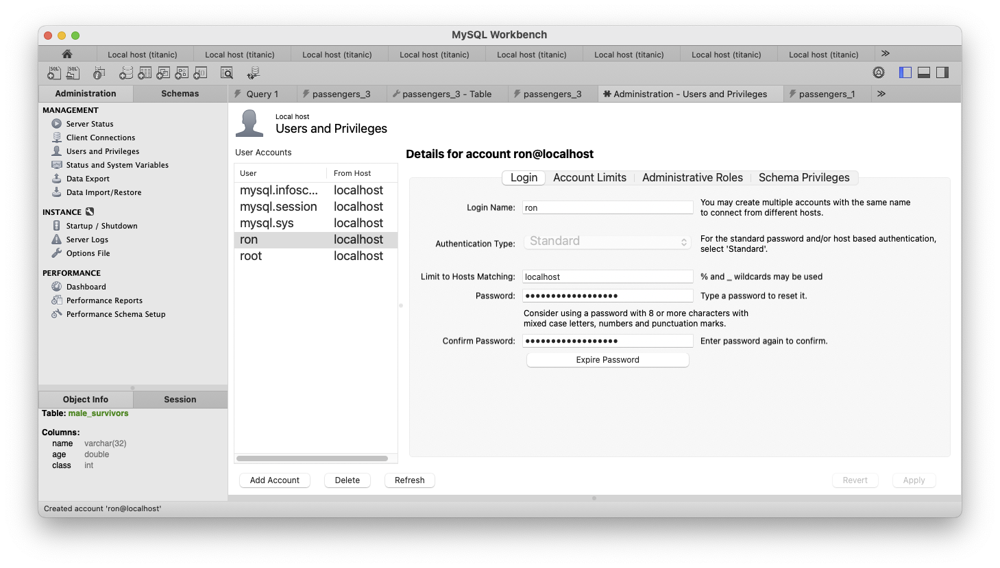 MySQL Workbench
Local host (titanic) Local host (titanic) Local host (titanic) Local host (titanic) Local host (titanic) Local host (titanic) Local host (titanic) Local host (titanic) »
Administration Schemas
Query 1 passengers_3 passengers_3 - Table passengers_3 Administration - Users and Privileges passengers_1 »
MANAGEMENT
Server Status
Client Connections
Users and Privileges
Status and System Variables
Data Export
Data Import/Restore
INSTANCE
Startup / Shutdown
Server Logs
Options File
PERFORMANCE
Dashboard
Performance Reports
Performance Schema Setup
Object Info Session
Table: male_survivors
Columns:
name varchar(32)
age double
class int
Local host
Users and Privileges
User Accounts
User From Host
mysql.infosc... localhost
mysql.session localhost
mysql.sys localhost
ron localhost
root localhost
Add Account Delete Refresh
Details for account ron@localhost
Login Account Limits Administrative Roles Schema Privileges
Login Name: ron
You may create multiple accounts with the same name
to connect from different hosts.
Authentication Type: Standard
For the standard password and/or host based authentication,
select 'Standard'.
Limit to Hosts Matching: localhost % and _ wildcards may be used
Password: •••••••••••••••••• Type a password to reset it.
Consider using a password with 8 or more characters with
mixed case letters, numbers and punctuation marks.
Confirm Password: •••••••••••••••••• Enter password again to confirm.
Expire Password
Revert Apply
Created account 'ron@localhost'